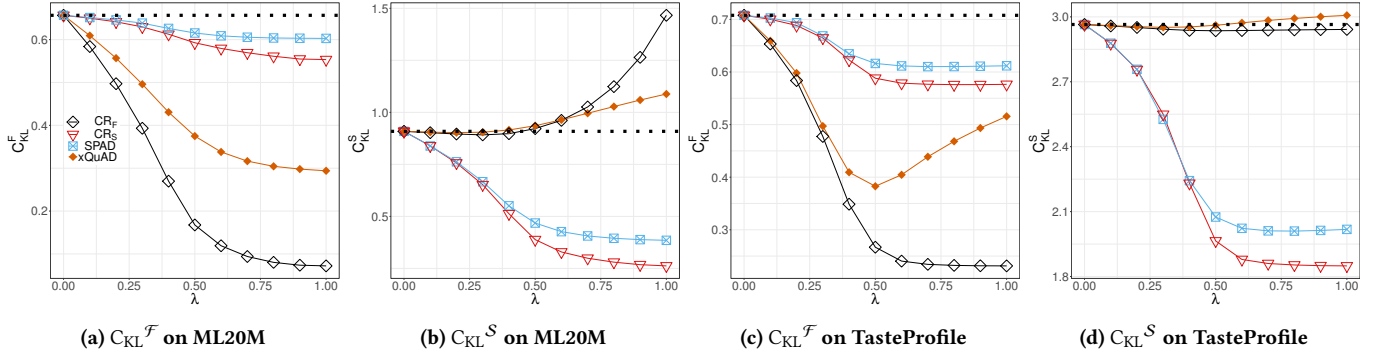 0.6
0.4
0.2
C_KL^F
CR_F
CR_S
SPAD
xQuAD
0.00 0.25 0.50 0.75 1.00
λ
(a) C_KL^F on ML20M
1.5
1.0
0.5
C_KL^S
0.00 0.25 0.50 0.75 1.00
λ
(b) C_KL^S on ML20M
0.7
0.6
0.5
0.4
0.3
C_KL^F
0.00 0.25 0.50 0.75 1.00
λ
(c) C_KL^F on TasteProfile
3.0
2.7
2.4
2.1
1.8
C_KL^S
0.00 0.25 0.50 0.75 1.00
λ
(d) C_KL^S on TasteProfile